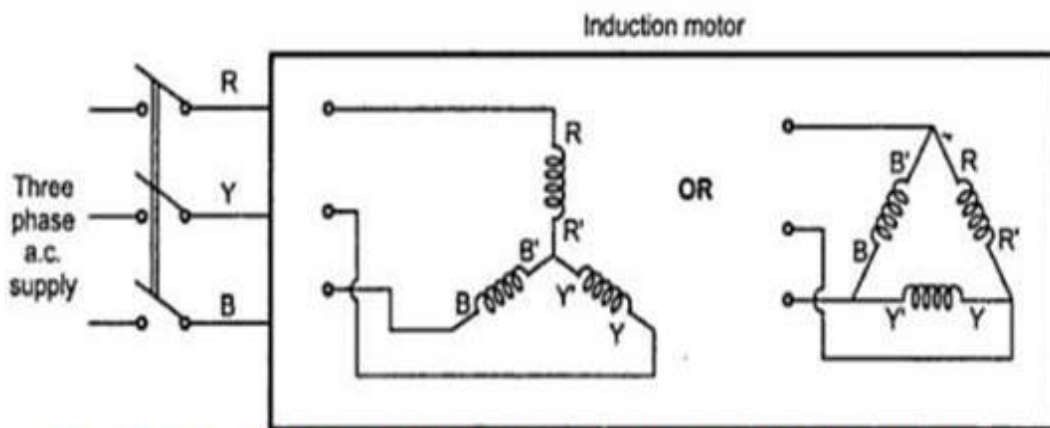 Induction motor
R
Y
B
Three
phase
a.c.
supply
R
R'
B'
B
Y'
Y
OR
B'
R
B
R'
Y'
Y